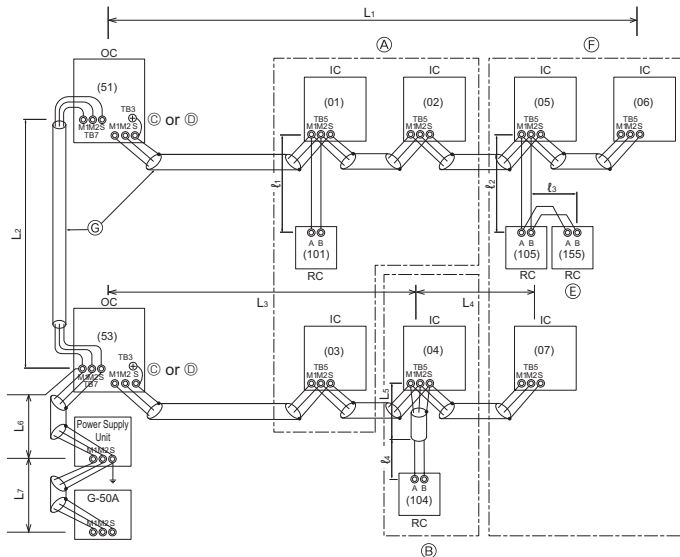 L1
A
F
OC
IC
IC
IC
IC
(51)
(01)
(02)
(05)
(06)
TB3
C or D
M1M2S
TB7
M1M2 S
TB5
M1M2S
TB5
M1M2S
TB5
M1M2S
TB5
M1M2S
ℓ1
ℓ2
ℓ3
L2
G
A B
(101)
RC
A B
(105)
RC
A B
(155)
RC
E
L3
L4
OC
IC
IC
IC
(53)
(03)
(04)
(07)
TB3
C or D
M1M2S
TB7
M1M2 S
TB5
M1M2S
TB5
M1M2S
TB5
M1M2S
L5
L6
Power Supply
Unit
M1M2S
ℓ4
A B
(104)
RC
L7
G-50A
M1M2S
B